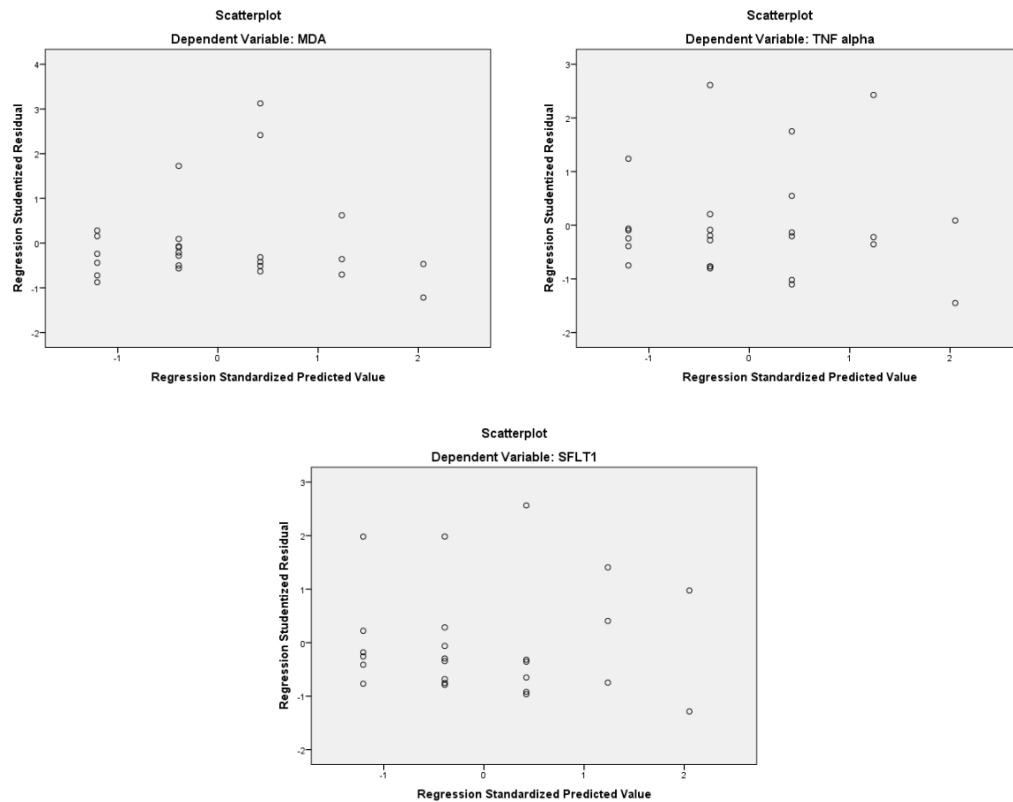 Scatterplot
Dependent Variable: MDA
Regression Studentized Residual
4
3
2
1
0
-1
-2
-1
0
1
2
Regression Standardized Predicted Value
Scatterplot
Dependent Variable: TNF alpha
Regression Studentized Residual
3
2
1
0
-1
-2
-1
0
1
2
Regression Standardized Predicted Value
Scatterplot
Dependent Variable: SFLT1
Regression Studentized Residual
3
2
1
0
-1
-2
-1
0
1
2
Regression Standardized Predicted Value